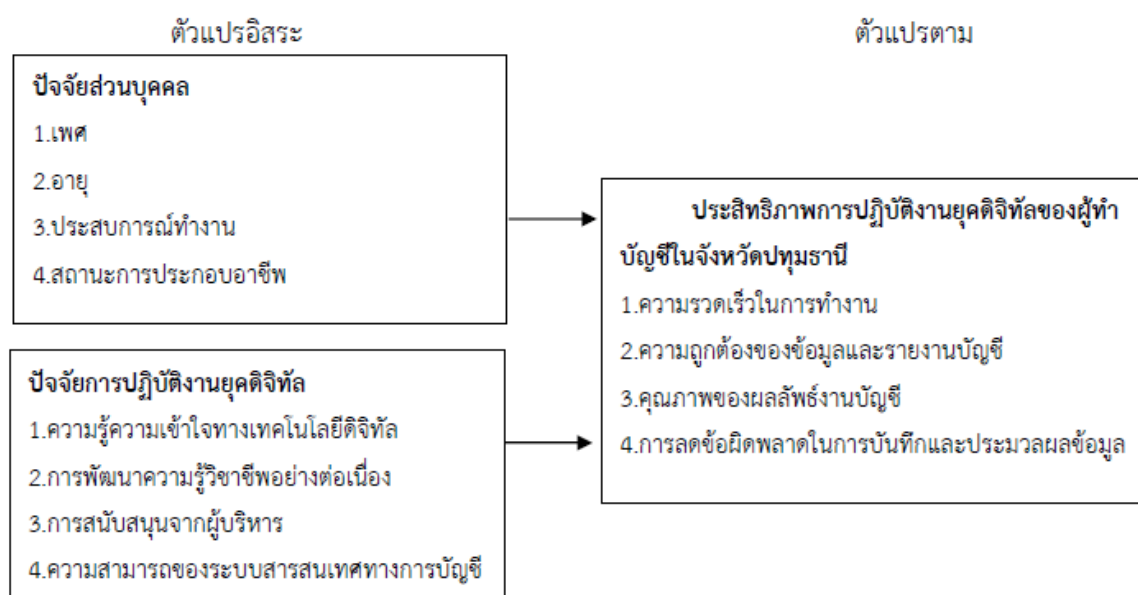 ตัวแปรอิสระ
ตัวแปรตาม
ปัจจัยส่วนบุคคล
1.เพศ
2.อายุ
3.ประสบการณ์ทำงาน
4.สถานะการประกอบอาชีพ
ปัจจัยการปฏิบัติงานยุคดิจิทัล
1.ความรู้ความเข้าใจทางเทคโนโลยีดิจิทัล
2.การพัฒนาความรู้วิชาชีพอย่างต่อเนื่อง
3.การสนับสนุนจากผู้บริหาร
4.ความสามารถของระบบสารสนเทศทางการบัญชี
ประสิทธิภาพการปฏิบัติงานยุคดิจิทัลของผู้ทำ
บัญชีในจังหวัดปทุมธานี
1.ความรวดเร็วในการทำงาน
2.ความถูกต้องของข้อมูลและรายงานบัญชี
3.คุณภาพของผลลัพธ์งานบัญชี
4.การลดข้อผิดพลาดในการบันทึกและประมวลผลข้อมูล